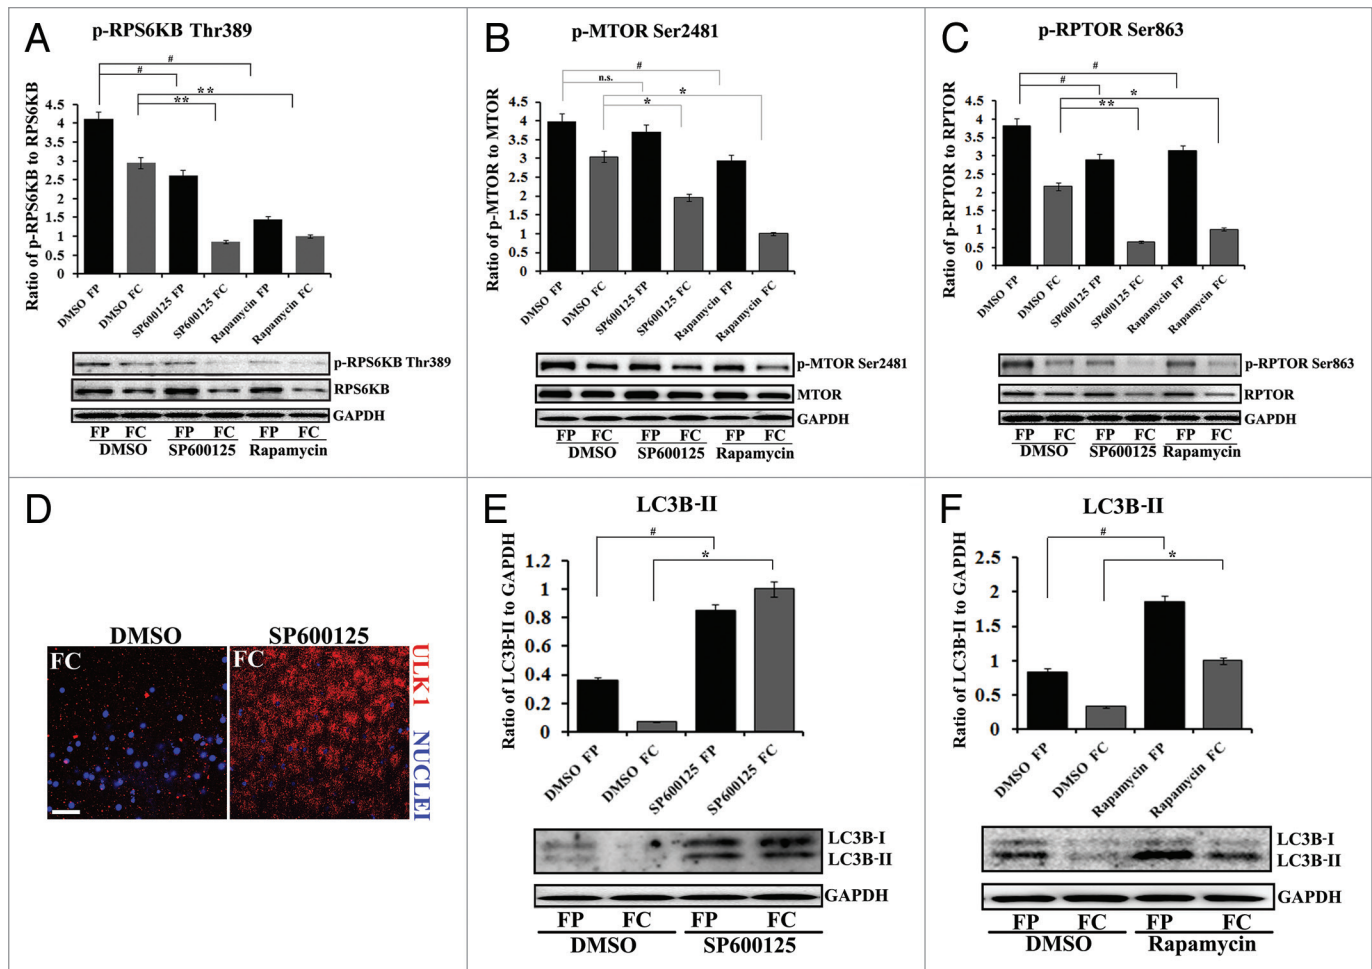 A
p-RPS6KB Thr389
#
#
**
**
Ratio of p-RPS6KB to RPS6KB
4.5
4
3.5
3
2.5
2
1.5
1
0.5
0
DMSO FP
DMSO FC
SP600125 FP
SP600125 FC
Rapamycin FP
Rapamycin FC
p-RPS6KB Thr389
RPS6KB
GAPDH
FP FC FP FC FP FC
DMSO SP600125 Rapamycin
B
p-MTOR Ser2481
#
n.s.
*
*
Ratio of p-MTOR to MTOR
4.5
4
3.5
3
2.5
2
1.5
1
0.5
0
DMSO FP
DMSO FC
SP600125 FP
SP600125 FC
Rapamycin FP
Rapamycin FC
p-MTOR Ser2481
MTOR
GAPDH
FP FC FP FC FP FC
DMSO SP600125 Rapamycin
C
p-RPTOR Ser863
#
#
*
**
Ratio of p-RPTOR to RPTOR
4.5
4
3.5
3
2.5
2
1.5
1
0.5
0
DMSO FP
DMSO FC
SP600125 FP
SP600125 FC
Rapamycin FP
Rapamycin FC
p-RPTOR Ser863
RPTOR
GAPDH
FP FC FP FC FP FC
DMSO SP600125 Rapamycin
D
DMSO SP600125
FC FC
ULK1
NUCLEI
E
LC3B-II
#
*
Ratio of LC3B-II to GAPDH
1.2
1
0.8
0.6
0.4
0.2
0
DMSO FP
DMSO FC
SP600125 FP
SP600125 FC
LC3B-I
LC3B-II
GAPDH
FP FC FP FC
DMSO SP600125
F
LC3B-II
#
*
Ratio of LC3B-II to GAPDH
2.5
2
1.5
1
0.5
0
DMSO FP
DMSO FC
Rapamycin FP
Rapamycin FC
LC3B-I
LC3B-II
GAPDH
FP FC FP FC
DMSO Rapamycin